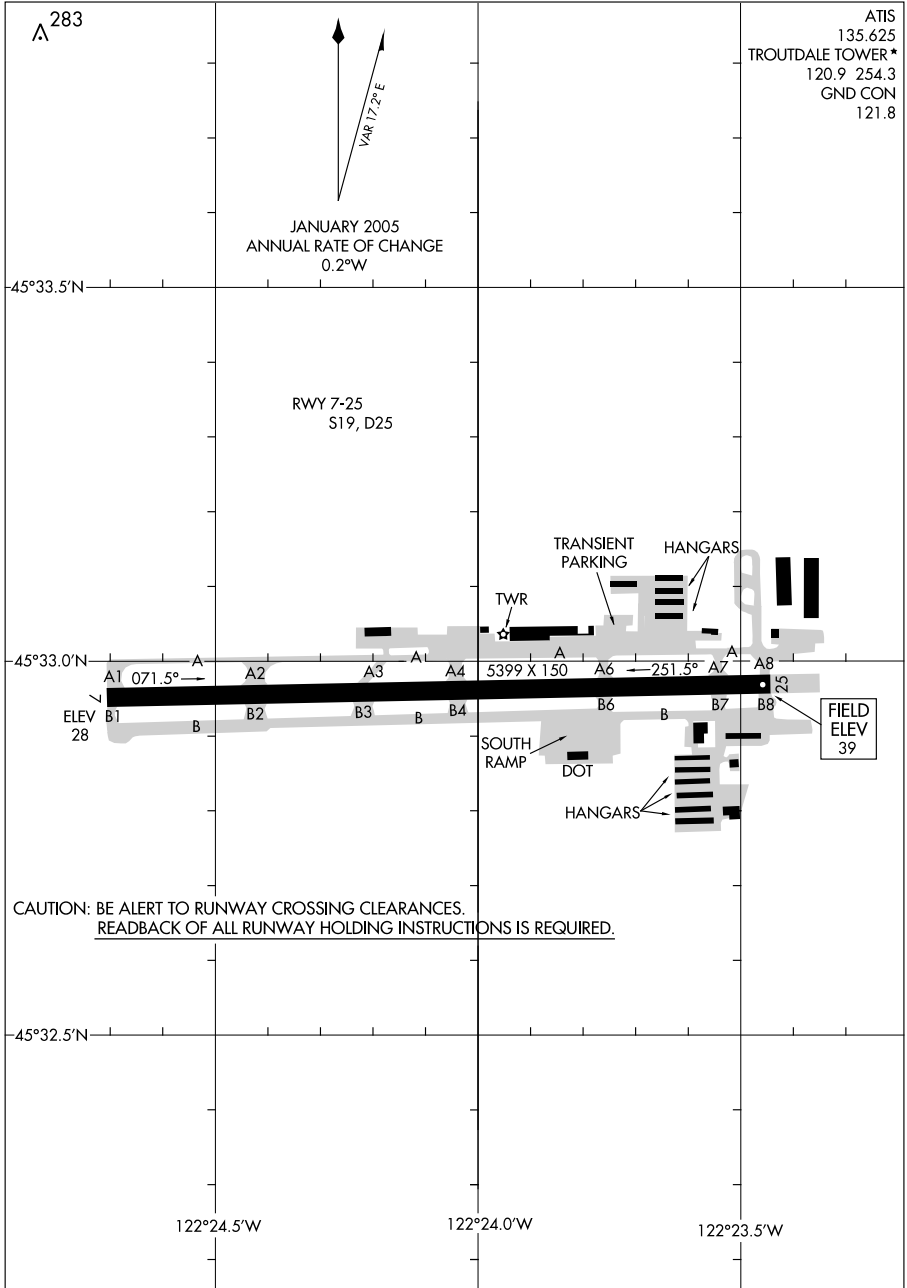 283
ATIS
135.625
TROUTDALE TOWER★
120.9 254.3
GND CON
121.8
VAR 17.2° E
JANUARY 2005
ANNUAL RATE OF CHANGE
0.2°W
45°33.5'N
RWY 7-25
S19, D25
TRANSIENT
PARKING
HANGARS
TWR
45°33.0'N
A
A
A
A
A1
071.5°
A2
A3
A4
5399 X 150
A6
251.5°
A7
A8
7
25
ELEV
28
B1
B2
B3
B4
B6
B7
B8
B
B
B
FIELD
ELEV
39
SOUTH
RAMP
DOT
HANGARS
CAUTION: BE ALERT TO RUNWAY CROSSING CLEARANCES.
READBACK OF ALL RUNWAY HOLDING INSTRUCTIONS IS REQUIRED.
45°32.5'N
122°24.5'W
122°24.0'W
122°23.5'W